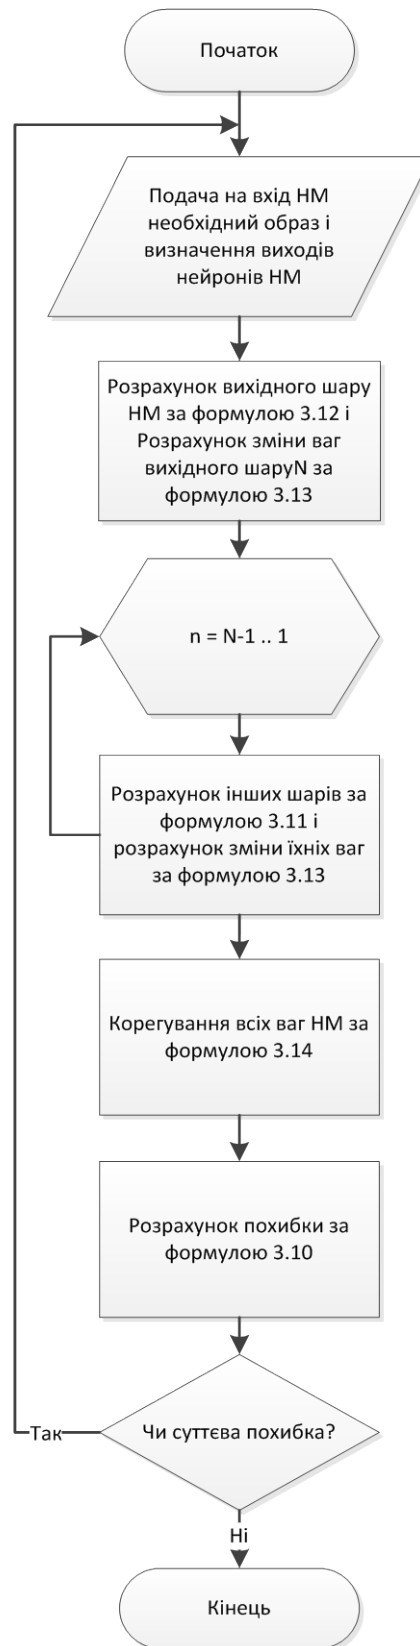 Початок
Подача на вхід НМ
необхідний образ і
визначення виходів
нейронів НМ
Розрахунок вихідного шару
НМ за формулою 3.12 і
Розрахунок зміни ваг
вихідного шаруN за
формулою 3.13
n = N-1 .. 1
Розрахунок інших шарів за
формулою 3.11 і
розрахунок зміни їхніх ваг
за формулою 3.13
Корегування всіх ваг НМ за
формулою 3.14
Розрахунок похибки за
формулою 3.10
Чи суттєва похибка?
Так
Ні
Кінець